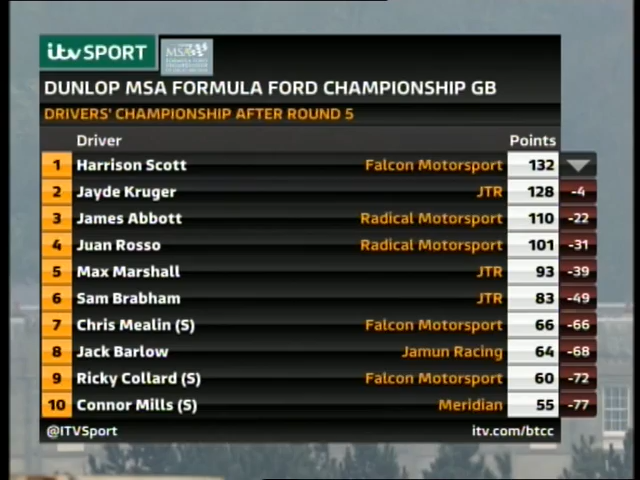 itv SPORT
MSA
DUNLOP MSA FORMULA FORD CHAMPIONSHIP GB
DRIVERS' CHAMPIONSHIP AFTER ROUND 5
Driver Points
1 Harrison Scott Falcon Motorsport 132
2 Jayde Kruger JTR 128 -4
3 James Abbott Radical Motorsport 110 -22
4 Juan Rosso Radical Motorsport 101 -31
5 Max Marshall JTR 93 -39
6 Sam Brabham JTR 83 -49
7 Chris Mealin (S) Falcon Motorsport 66 -66
8 Jack Barlow Jamun Racing 64 -68
9 Ricky Collard (S) Falcon Motorsport 60 -72
10 Connor Mills (S) Meridian 55 -77
@ITVSport itv.com/btcc